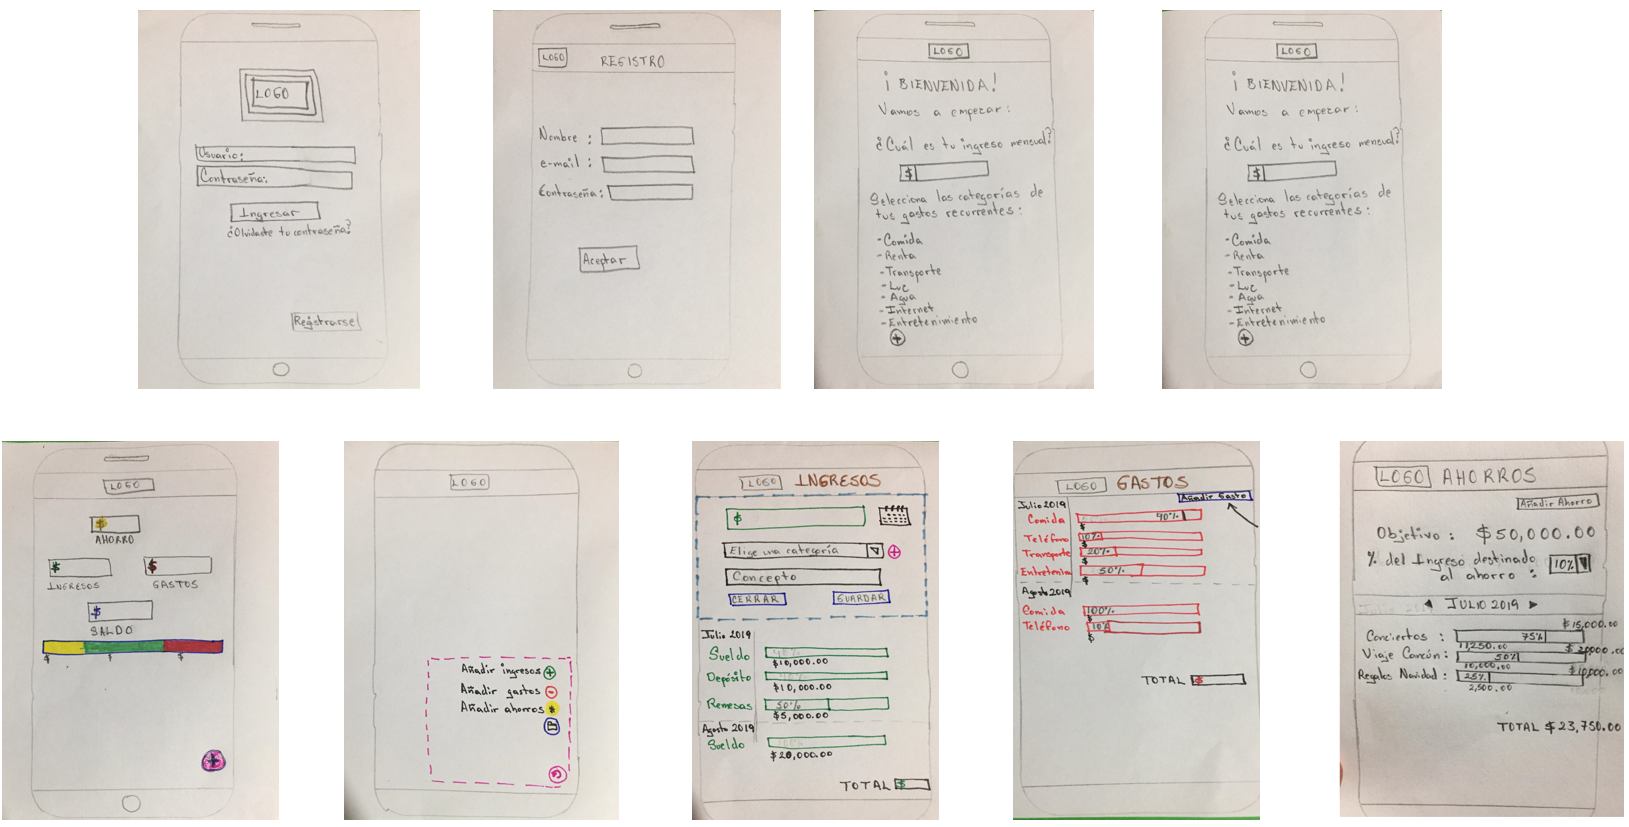 LOGO
Usuario:
Contraseña:
Ingresar
¿Olvidaste tu contraseña?
Registrarse
LOGO
REGISTRO
Nombre :
e-mail :
Contraseña:
Aceptar
LOGO
¡ BIENVENIDA!
Vamos a empezar:
¿Cuál es tu ingreso mensual?
$
Selecciona las categorías de
tus gastos recurrentes:
-Comida
-Renta
-Transporte
-Luz
-Agua
-Internet
-Entretenimiento
+
LOGO
¡ BIENVENIDA!
Vamos a empezar:
¿Cuál es tu ingreso mensual?
$
Selecciona las categorías de
tus gastos recurrentes:
-Comida
-Renta
-Transporte
-Luz
-Agua
-Internet
-Entretenimiento
+
LOGO
$
AHORRO
$ $
INGRESOS GASTOS
$
SALDO
$ $ $
+
LOGO
Añadir ingresos +
Añadir gastos -
Añadir ahorros $
LOGO INGRESOS
$
Elige una categoría +
Concepto
CERRAR GUARDAR
Julio 2019
Sueldo
$10,000.00
Depósito
$10,000.00
Remesas 50%
$5,000.00
Agosto 2019
Sueldo
$20,000.00
TOTAL $
LOGO GASTOS
Añadir Gasto
Julio 2019
Comida 40%
$
Teléfono 10%
$
Transporte 20%
$
Entretenim 50%
$
Agosto 2019
Comida 100%
$
Teléfono 10%
$
TOTAL $
LOGO AHORROS
Añadir Ahorro
Objetivo : $50,000.00
% del Ingreso destinado
al ahorro : 10%
JULIO 2019
$15,000.00
Conciertos : 75%
11,250.00 $20000.00
Viaje Cancún : 50%
10,000.00 $10,000.00
Regalos Navidad : 25%
2,500.00
TOTAL $23,750.00